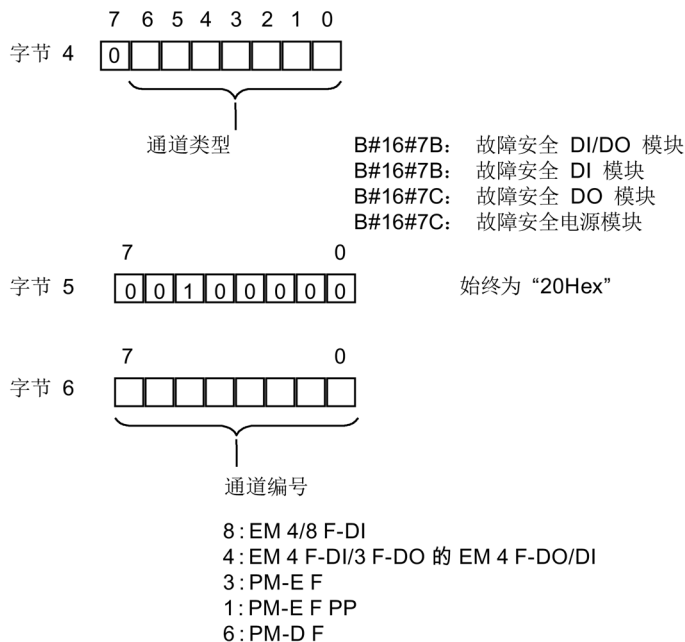 7 6 5 4 3 2 1 0
字节 4 0
通道类型
B#16#7B： 故障安全 DI/DO 模块
B#16#7B： 故障安全 DI 模块
B#16#7C： 故障安全 DO 模块
B#16#7C： 故障安全电源模块
7 0
字节 5 0 0 1 0 0 0 0 0 始终为 “20Hex”
7 0
字节 6
通道编号
8 : EM 4/8 F-DI
4 : EM 4 F-DI/3 F-DO 的 EM 4 F-DO/DI
3 : PM-E F
1 : PM-E F PP
6 : PM-D F